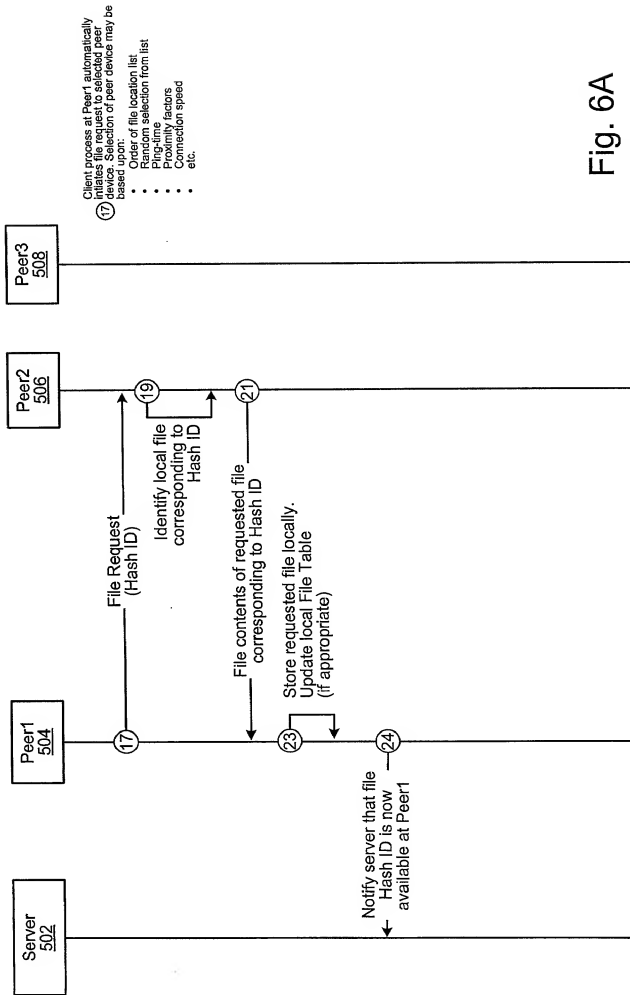 Server
502
Peer1
504
Peer2
506
Peer3
508
17
Client process at Peer1 automatically
intiates file request to selected peer
device. Selection of peer device may be
based upon:
• Order of file location list
• Random selection from list
• Ping-time
• Proximity factors
• Connection speed
• etc.
17
File Request
(Hash ID)
19
Identify local file
corresponding to
Hash ID
21
File contents of requested file
corresponding to Hash ID
23
Store requested file locally.
Update local File Table
(if appropriate)
24
Notify server that file
Hash ID is now
available at Peer1
Fig. 6A